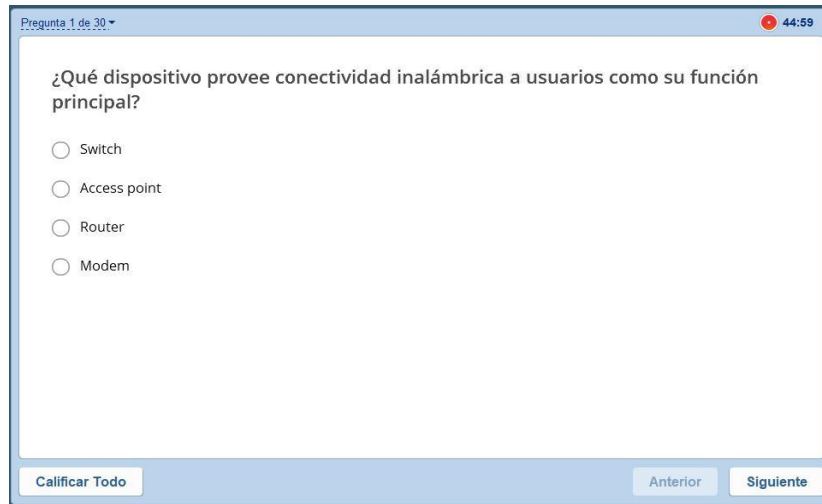 Pregunta 1 de 30
44:59
¿Qué dispositivo provee conectividad inalámbrica a usuarios como su función
principal?
Switch
Access point
Router
Modem
Calificar Todo
Anterior
Siguiente